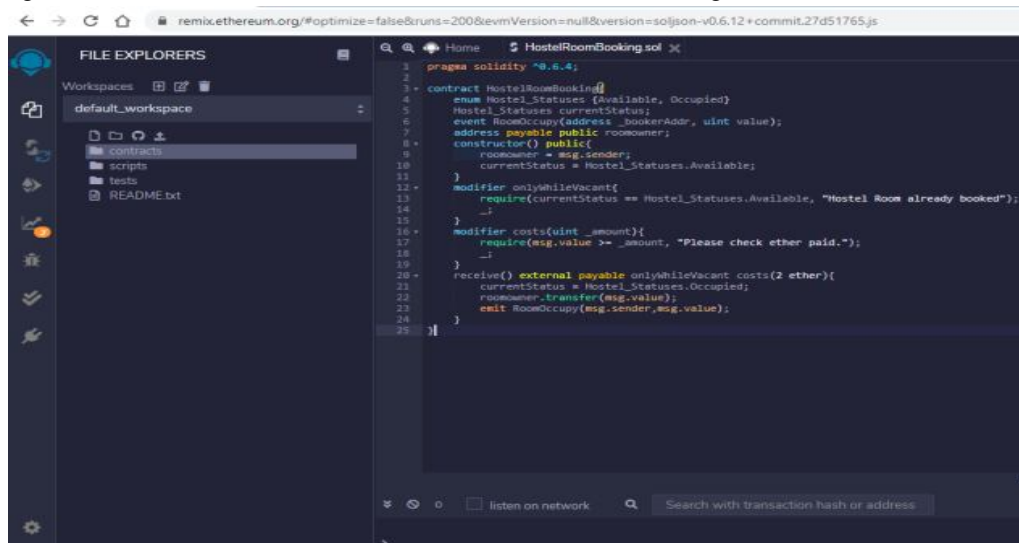 remix.ethereum.org/#optimize=false&runs=200&evmVersion=null&version=soljson-v0.6.12+commit.27d51765.js
FILE EXPLORERS
Workspaces
default_workspace
contracts
scripts
tests
README.txt
Home
HostelRoomBooking.sol
1 pragma solidity ^0.6.4;
2
3 contract HostelRoomBooking{
4 enum Hostel_Statuses {Available, Occupied}
5 Hostel_Statuses currentStatus;
6 event RoomOccupy(address _bookerAddr, uint value);
7 address payable public roomowner;
8 constructor() public{
9 roomowner = msg.sender;
10 currentStatus = Hostel_Statuses.Available;
11 }
12 modifier onlyWhileVacant{
13 require(currentStatus == Hostel_Statuses.Available, "Hostel Room already booked");
14 _;
15 }
16 modifier costs(uint _amount){
17 require(msg.value >= _amount, "Please check ether paid.");
18 _;
19 }
20 receive() external payable onlyWhileVacant costs(2 ether){
21 currentStatus = Hostel_Statuses.Occupied;
22 roomowner.transfer(msg.value);
23 emit RoomOccupy(msg.sender,msg.value);
24 }
25 }
0
listen on network
Search with transaction hash or address
>